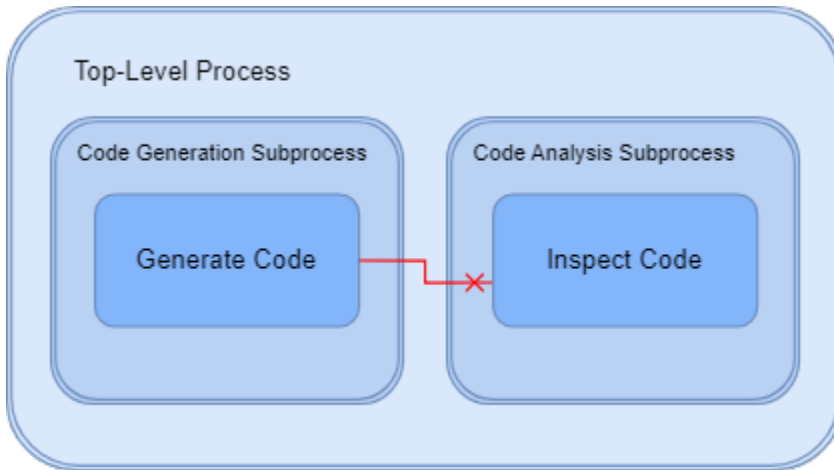 Top-Level Process
Code Generation Subprocess
Code Analysis Subprocess
Generate Code
Inspect Code